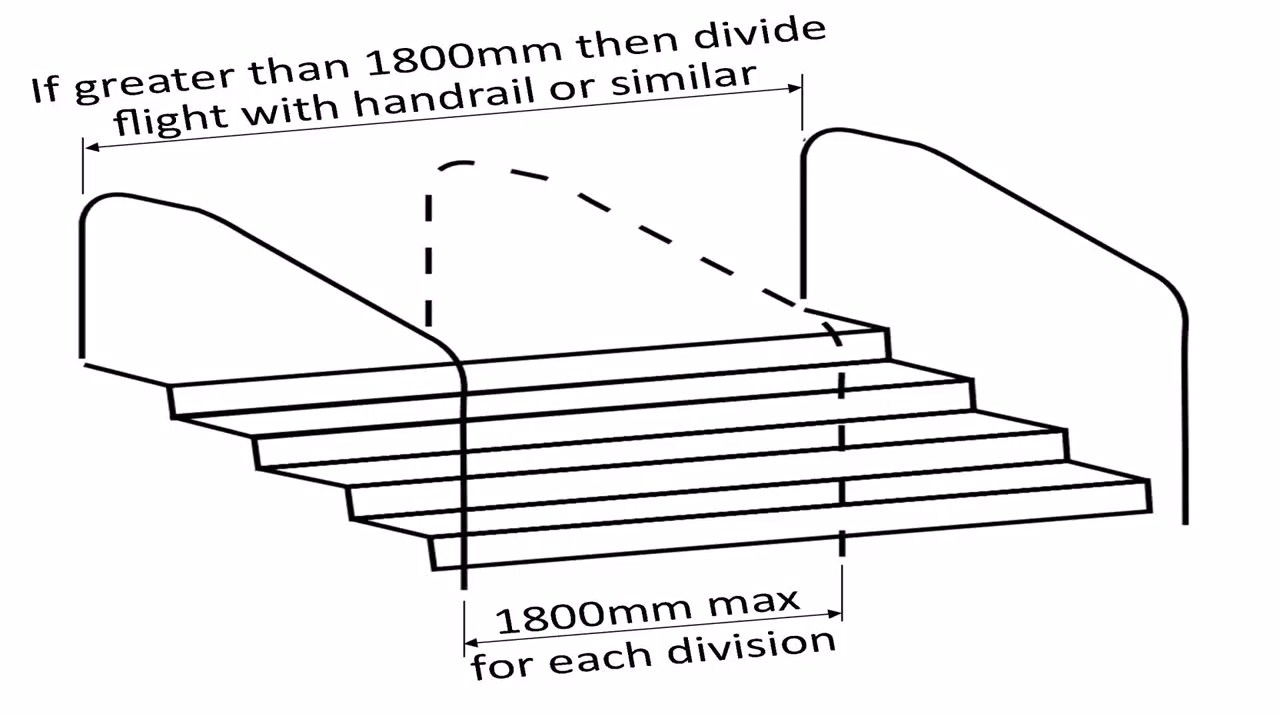 If greater than 1800mm then divide
flight with handrail or similar
1800mm max
for each division